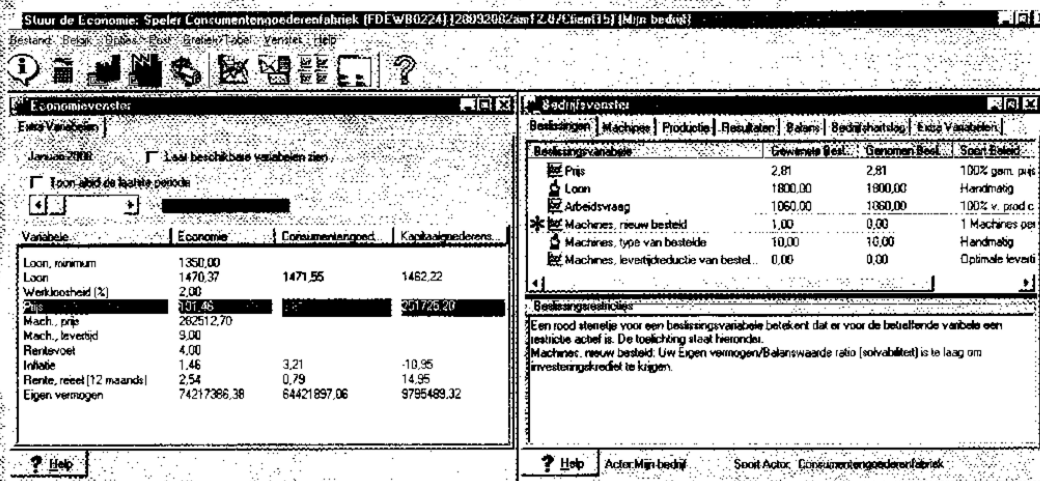 Stuur de Economie: Speler Consumentengoederenfabriek (FDEWB0224) [Mijn bedrijf]
Bestand Bekijk Opties Post Grafiek/Tabel Venster Help
Economievenster
Extra Variabelen
Januari 2008 Laat beschikbare variabelen zien
Toon altijd de laatste periode
Variabele Economie Consumentengoed... Kapitaalgoederens...
Loon, minimum 1350,00
Loon 1470,37 1471,55 1462,22
Werkloosheid (%) 2,00
Prijs 101,46 251725,20
Mach., prijs 262512,70
Mach., levertijd 9,00
Rentevoet 4,00
Inflatie 1,46 3,21 -10,95
Rente, reëel [12 maands] 2,54 0,79 14,95
Eigen vermogen 74217386,38 64421897,06 9795489,32
Help
Bedrijfsvenster
Beslissingen Machines Productie Resultaten Balans Bedrijfshartslag Extra Variabelen
Beslissingsvariabele Gewenste Besl... Genomen Besl... Soort Beleid
Prijs 2,81 2,81 100% gem. prijs
Loon 1800,00 1800,00 Handmatig
Arbeidsvraag 1060,00 1060,00 100% v. prod c
Machines, nieuw besteld 1,00 0,00 1 Machines per
Machines, type van bestelde 10,00 10,00 Handmatig
Machines, levertijdreductie van bestel... 0,00 0,00 Optimale leverti
Beslissingsrestricties
Een rood sterretje voor een beslissingsvariabele betekent dat er voor de betreffende varibele een
restrictie actief is. De toelichting staat hieronder.
Machines, nieuw besteld: Uw Eigen vermogen/Balanswaarde ratio (solvabiliteit) is te laag om
investeringskrediet te krijgen.
Help Actor: Mijn bedrijf Soort Actor: Consumentengoederenfabriek